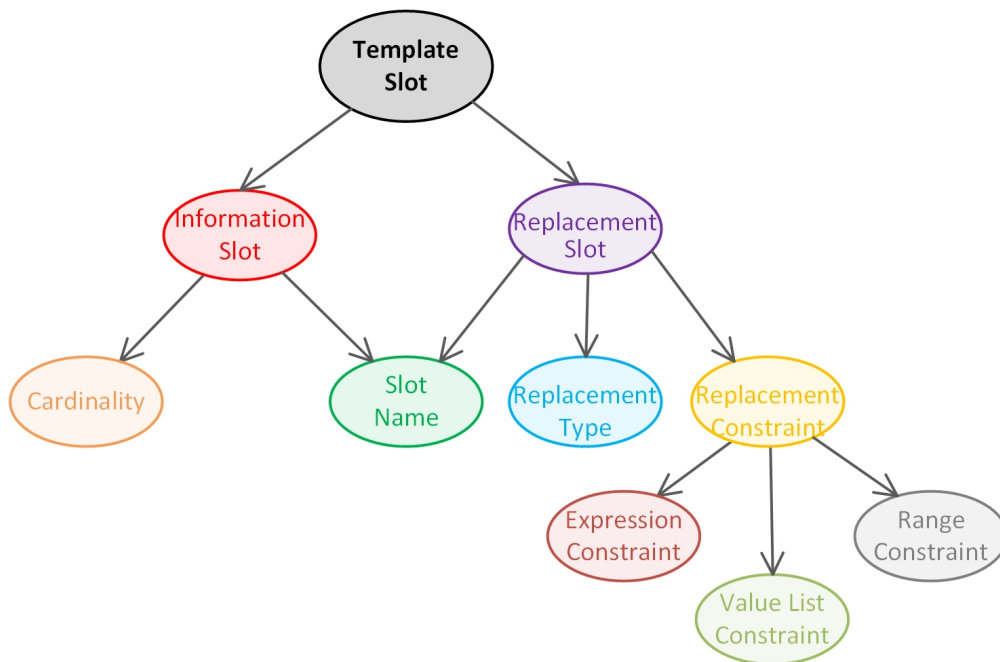 Template
Slot
Information
Slot
Replacement
Slot
Cardinality
Slot
Name
Replacement
Type
Replacement
Constraint
Expression
Constraint
Range
Constraint
Value List
Constraint